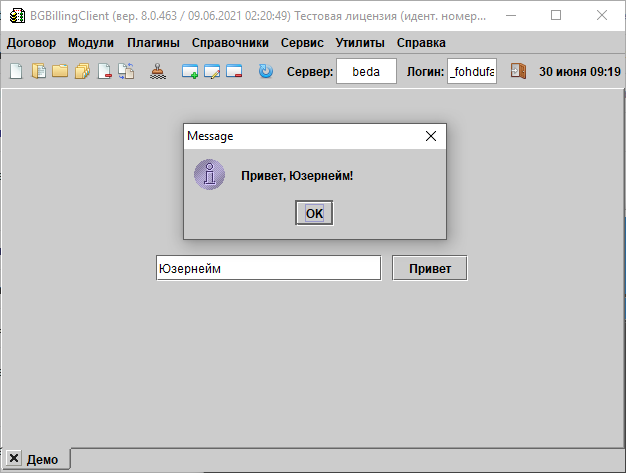 BGBillingClient (вер. 8.0.463 / 09.06.2021 02:20:49) Тестовая лицензия (идент. номер...
Договор Модули Плагины Справочники Сервис Утилиты Справка
Сервер: beda Логин: _fohdufa 30 июня 09:19
Message
Привет, Юзернейм!
OK
Юзернейм Привет
Демо